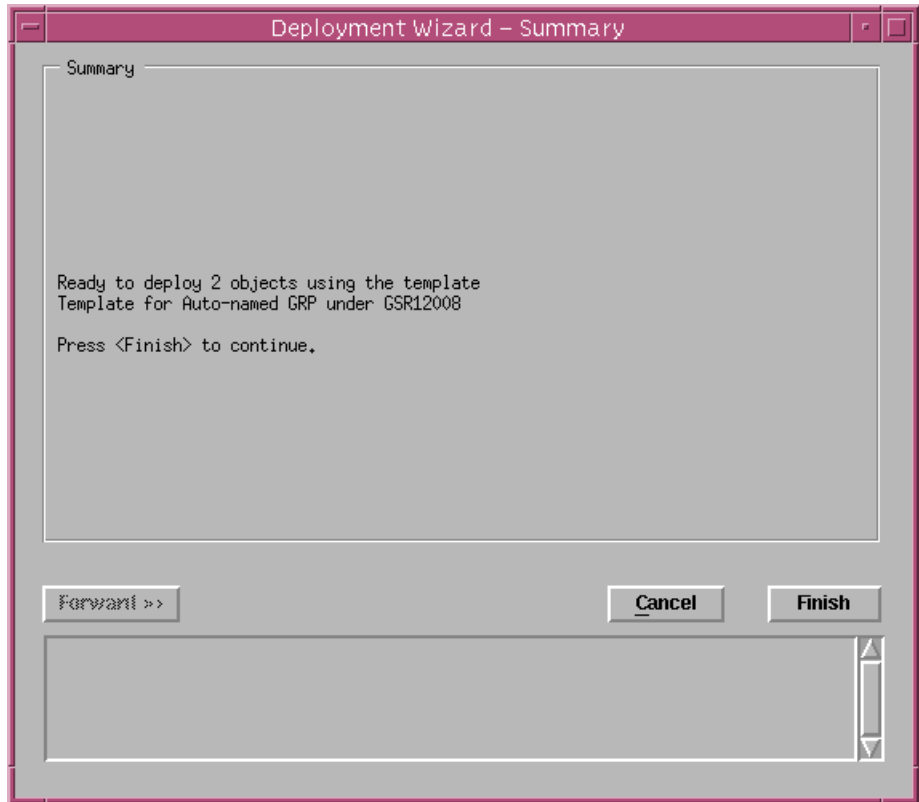 Deployment Wizard – Summary
Summary
Ready to deploy 2 objects using the template
Template for Auto-named GRP under GSR12008
Press <Finish> to continue.
Forward >>
Cancel
Finish